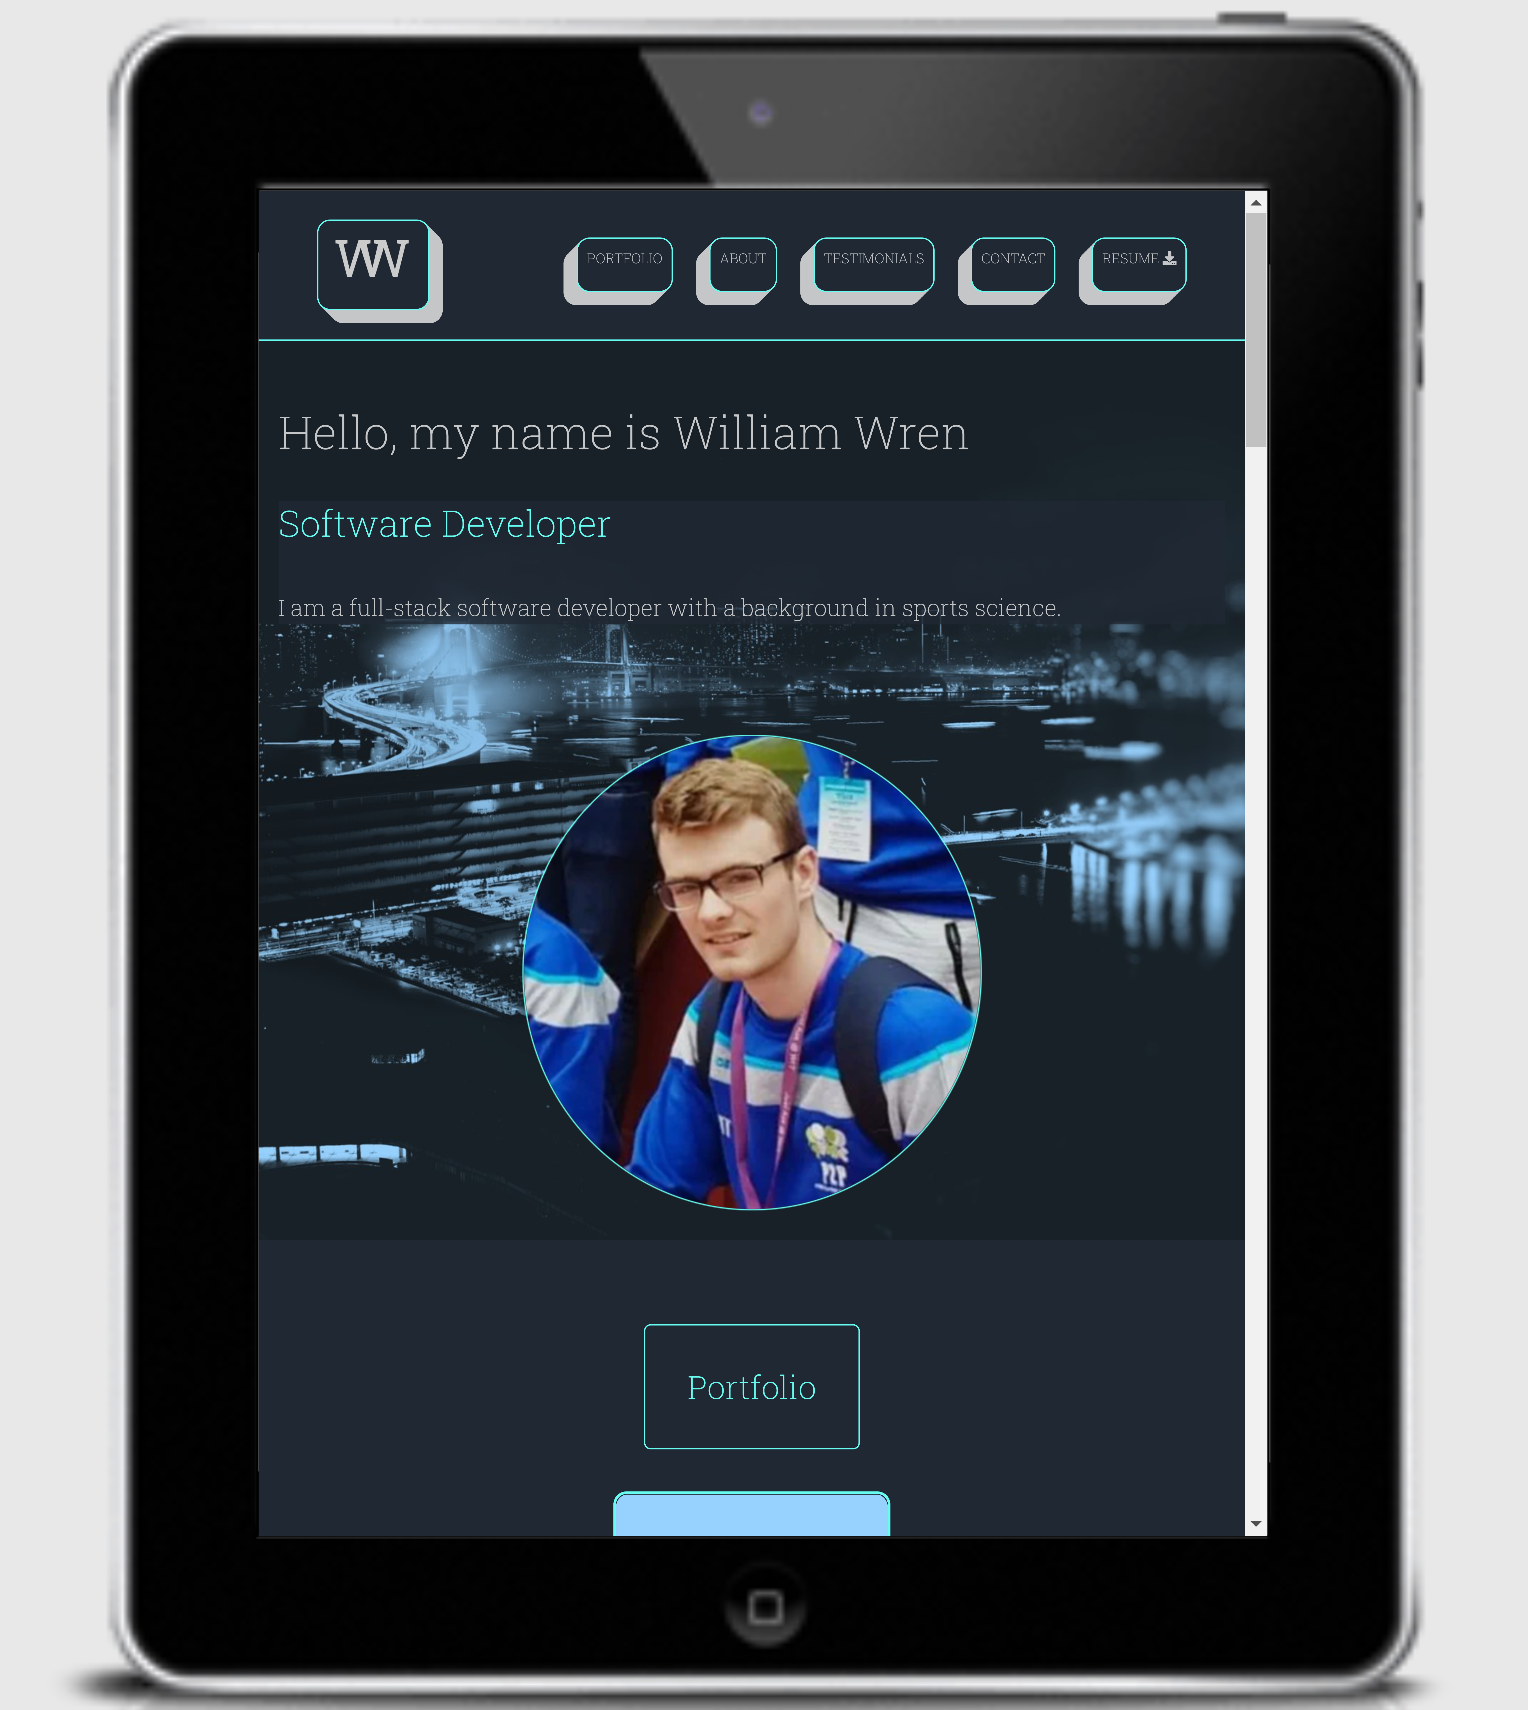 WW
PORTFOLIO
ABOUT
TESTIMONIALS
CONTACT
RESUME
Hello, my name is William Wren
Software Developer
I am a full-stack software developer with a background in sports science.
Portfolio